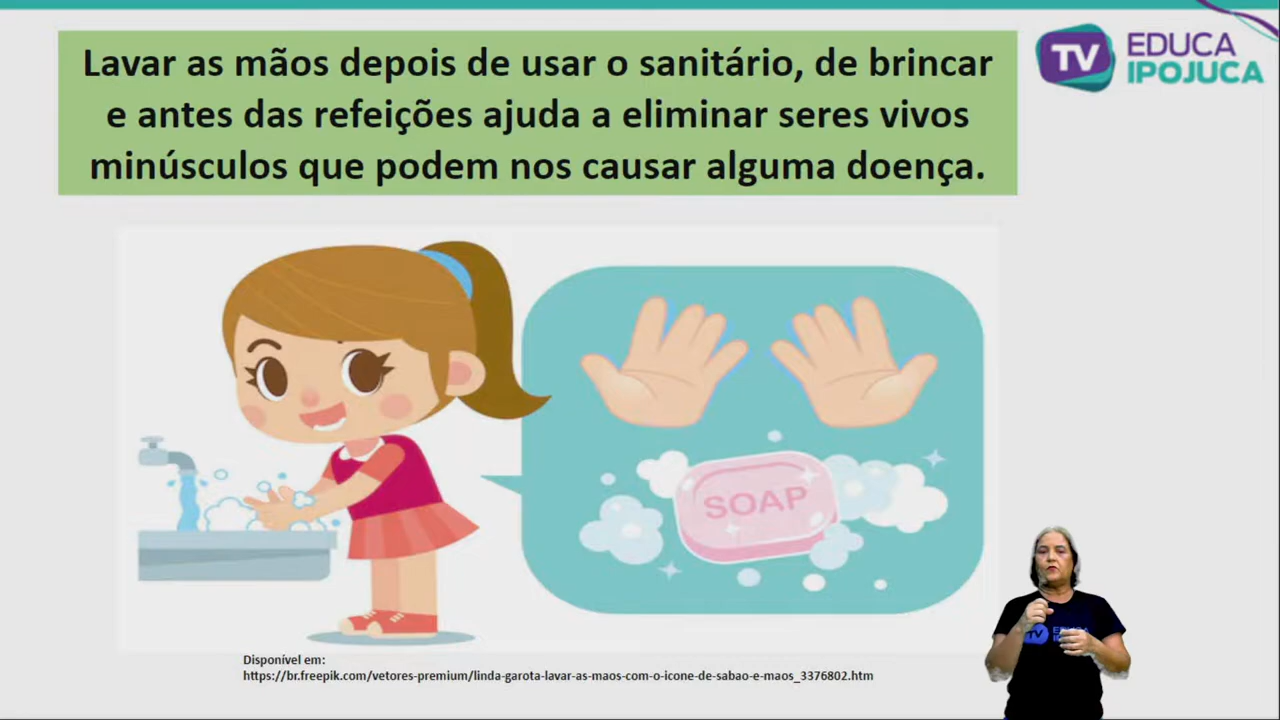 Lavar as mãos depois de usar o sanitário, de brincar
e antes das refeições ajuda a eliminar seres vivos
minúsculos que podem nos causar alguma doença.
TV EDUCA
IPOJUCA
SOAP
Disponível em:
https://br.freepik.com/vetores-premium/linda-garota-lavar-as-maos-com-o-icone-de-sabao-e-maos_3376802.htm
TV